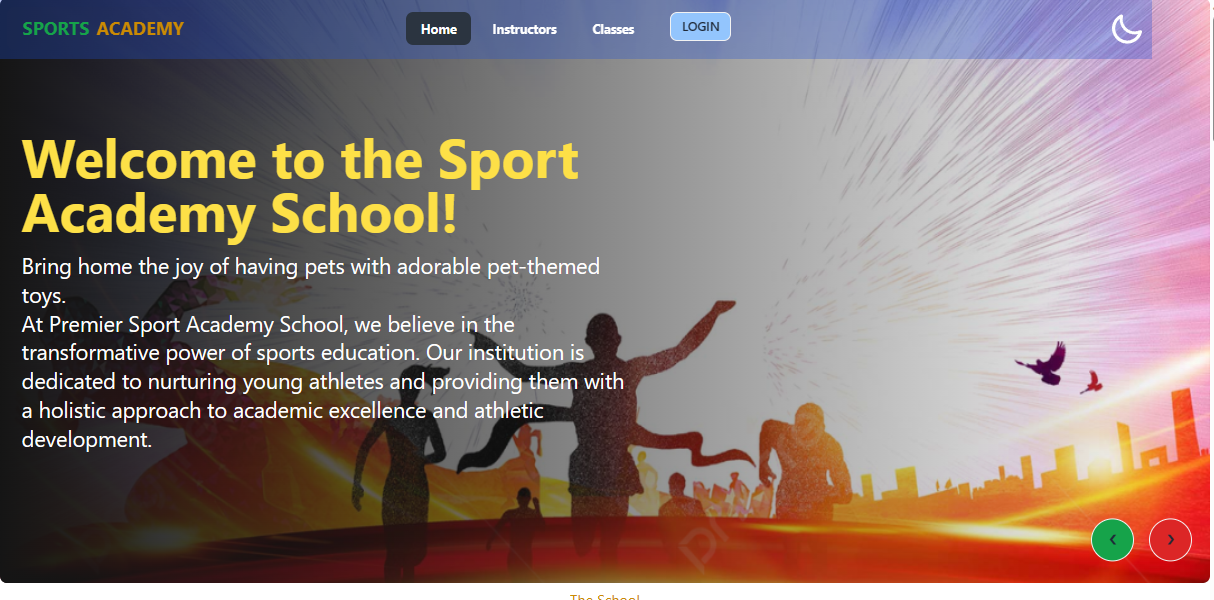 SPORTS ACADEMY
Home Instructors Classes LOGIN
Welcome to the Sport
Academy School!
Bring home the joy of having pets with adorable pet-themed
toys.
At Premier Sport Academy School, we believe in the
transformative power of sports education. Our institution is
dedicated to nurturing young athletes and providing them with
a holistic approach to academic excellence and athletic
development.
❮ ❯
The School